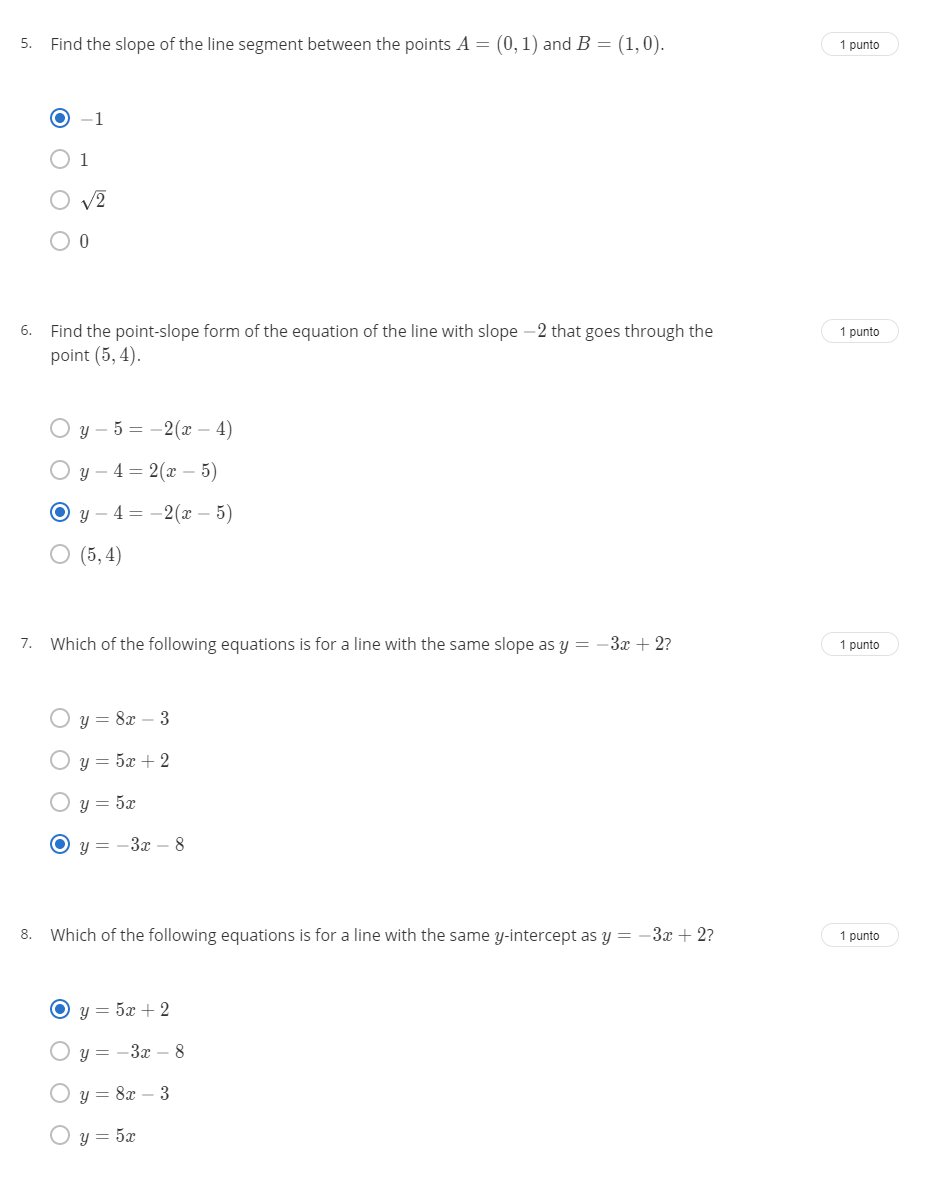 5. Find the slope of the line segment between the points A = (0, 1) and B = (1, 0).
1 punto
−1
1
√2
0
6. Find the point-slope form of the equation of the line with slope −2 that goes through the
point (5, 4).
1 punto
y − 5 = −2(x − 4)
y − 4 = 2(x − 5)
y − 4 = −2(x − 5)
(5, 4)
7. Which of the following equations is for a line with the same slope as y = −3x + 2?
1 punto
y = 8x − 3
y = 5x + 2
y = 5x
y = −3x − 8
8. Which of the following equations is for a line with the same y-intercept as y = −3x + 2?
1 punto
y = 5x + 2
y = −3x − 8
y = 8x − 3
y = 5x